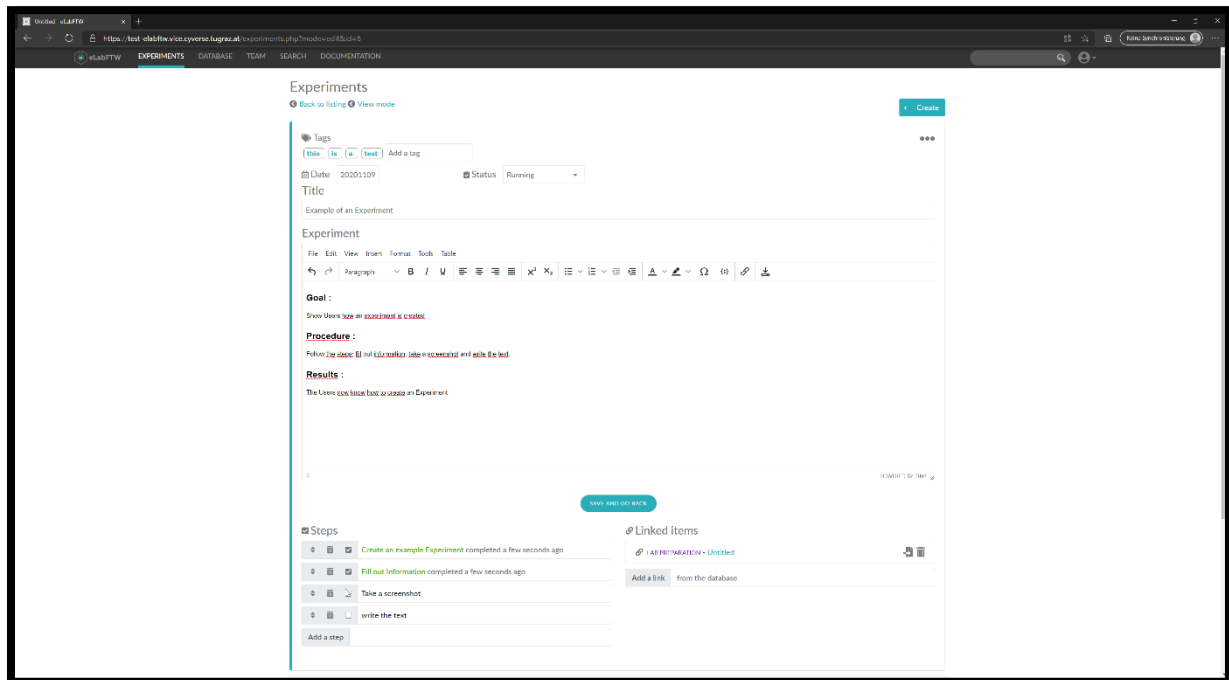 Untitled - eLabFTW
https://test-elabftw.vice.cyverse.tugraz.at/experiments.php?mode=edit&id=8
Keine Synchronisierung
eLabFTW EXPERIMENTS DATABASE TEAM SEARCH DOCUMENTATION
Experiments
Back to listing View mode
Create
Tags
this is a test Add a tag
Date 20201109 Status Running
Title
Example of an Experiment
Experiment
File Edit View Insert Format Tools Table
Paragraph B I U X² X₂ A Ω
Goal :
Show Users how an experiment is created
Procedure :
Follow the steps: fill out information, take a screenshot and write the text.
Results :
The Users now know how to create an Experiment
POWERED BY TINY
SAVE AND GO BACK
Steps
Create an example Experiment completed a few seconds ago
Fill out Information completed a few seconds ago
Take a screenshot
write the text
Add a step
Linked items
LAB PREPARATION - Untitled
Add a link from the database